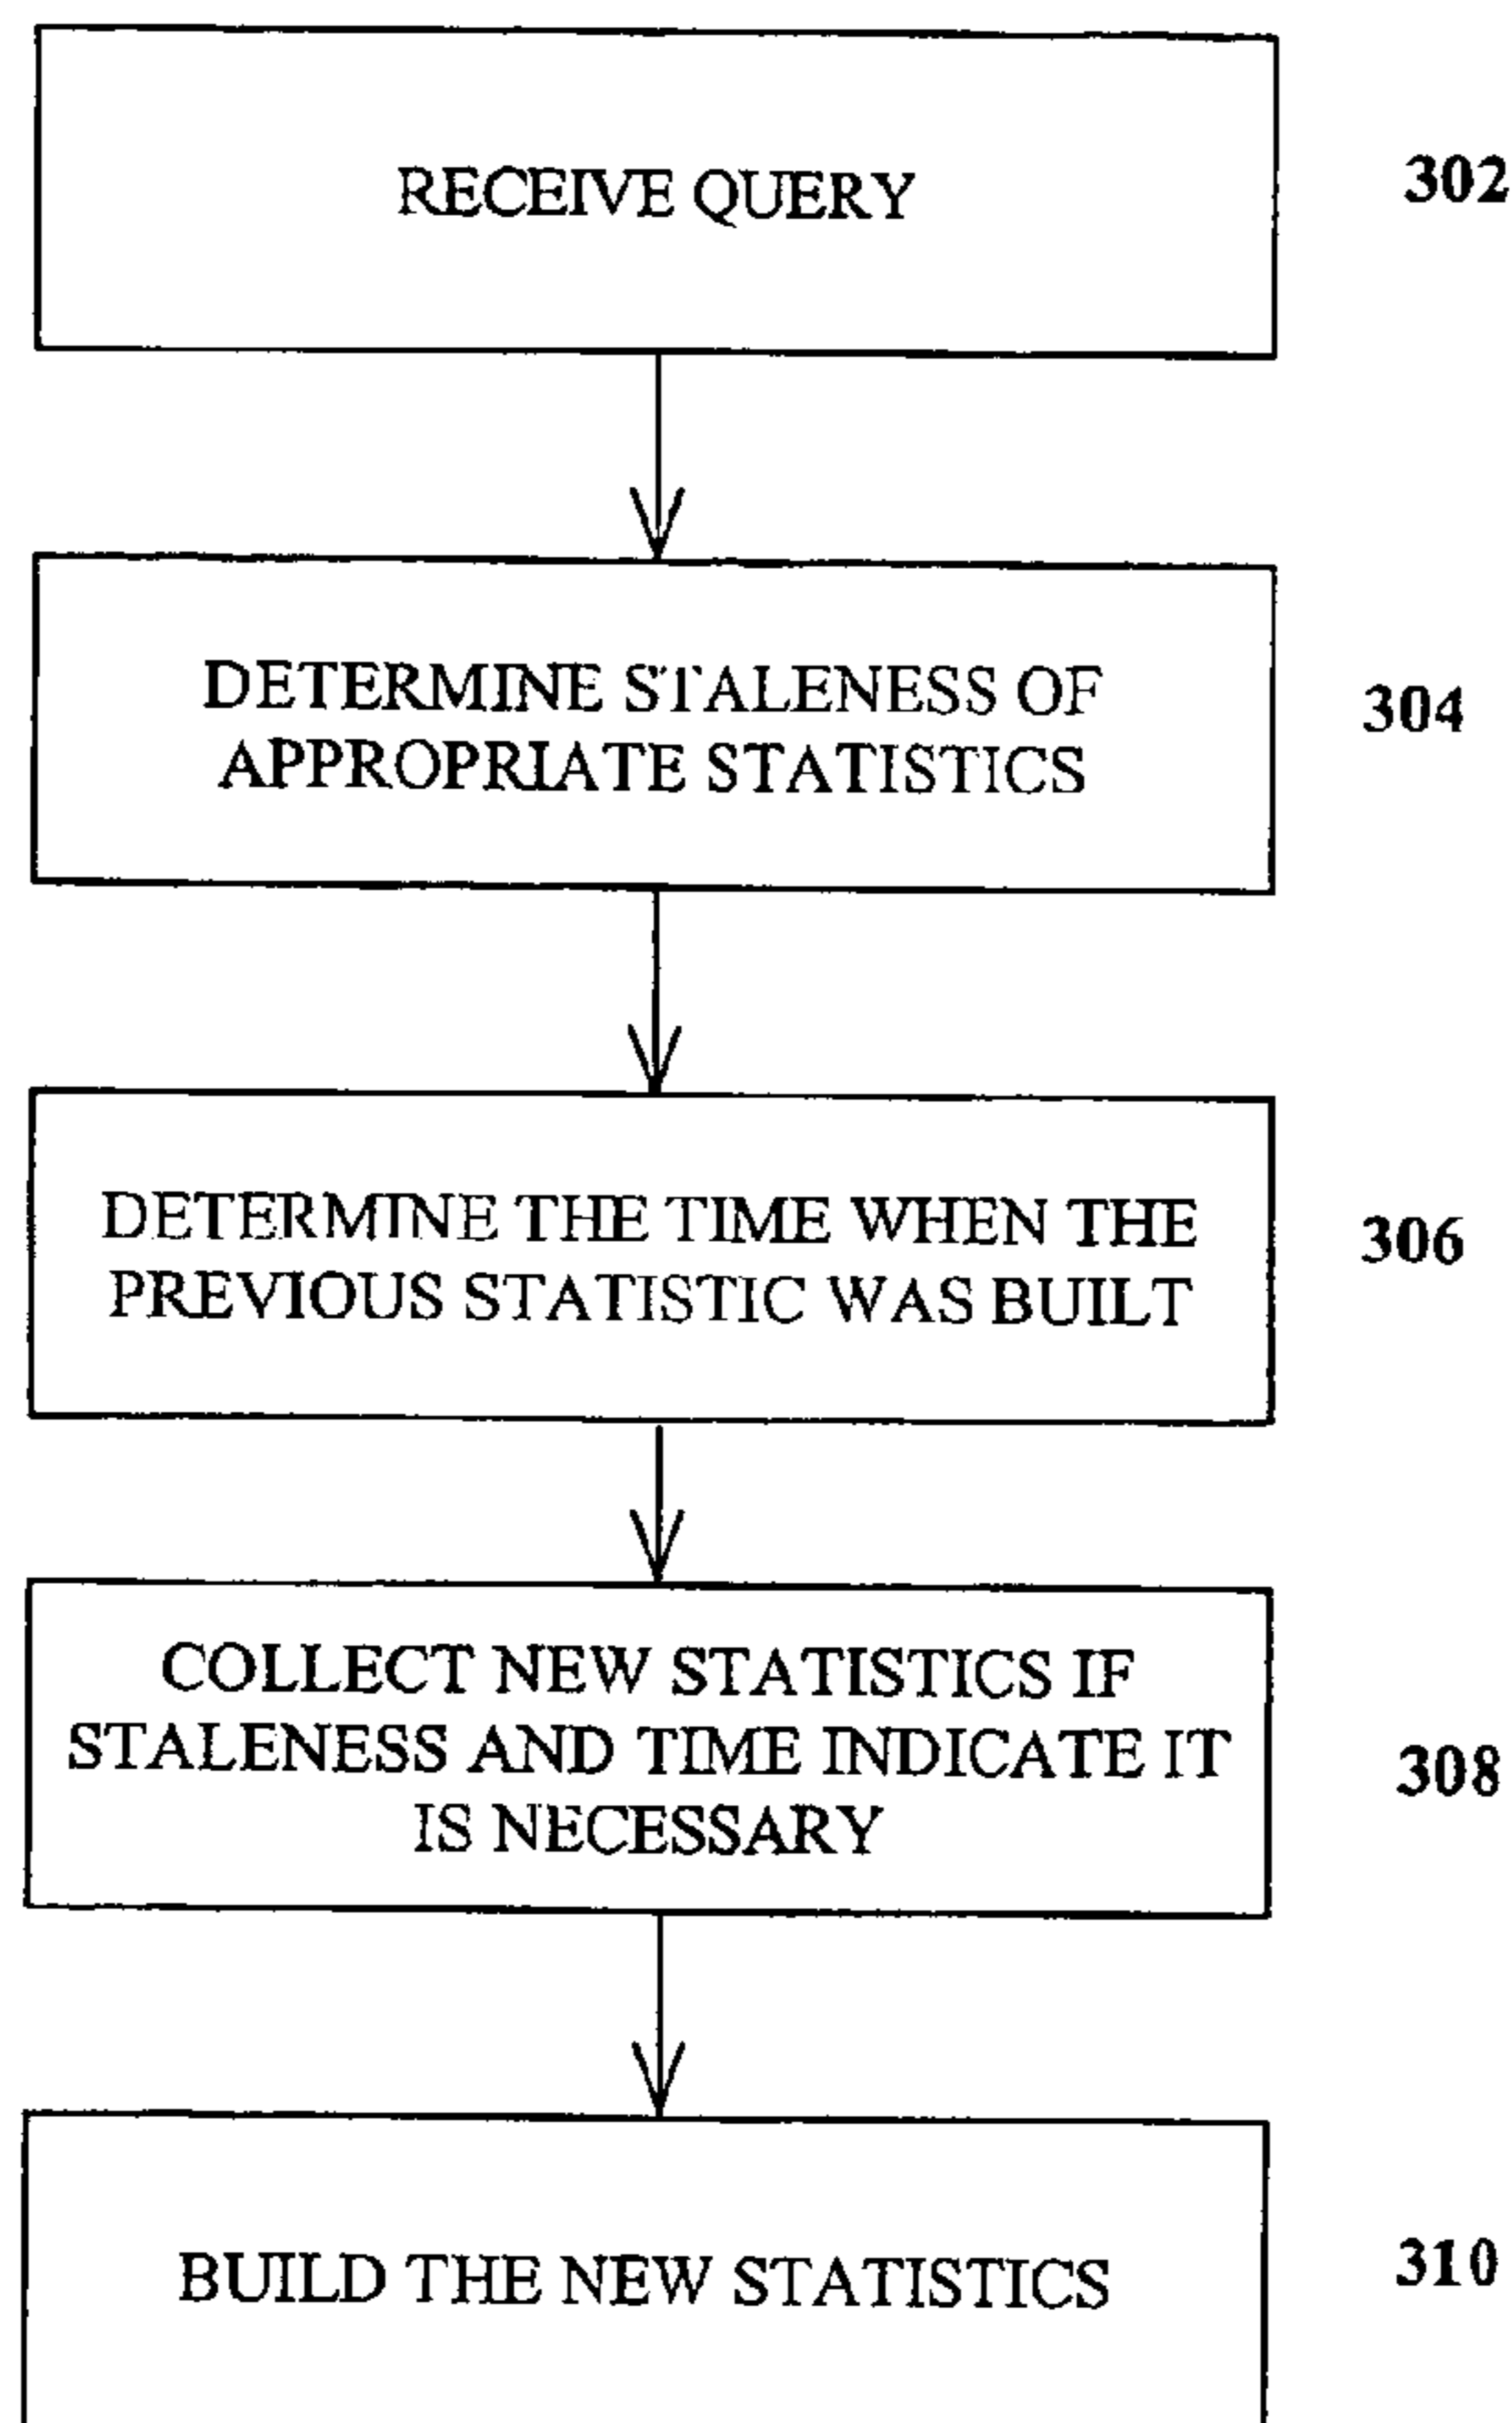 RECEIVE QUERY
302
DETERMINE STALENESS OF
APPROPRIATE STATISTICS
304
DETERMINE THE TIME WHEN THE
PREVIOUS STATISTIC WAS BUILT
306
COLLECT NEW STATISTICS IF
STALENESS AND TIME INDICATE IT
IS NECESSARY
308
BUILD THE NEW STATISTICS
310